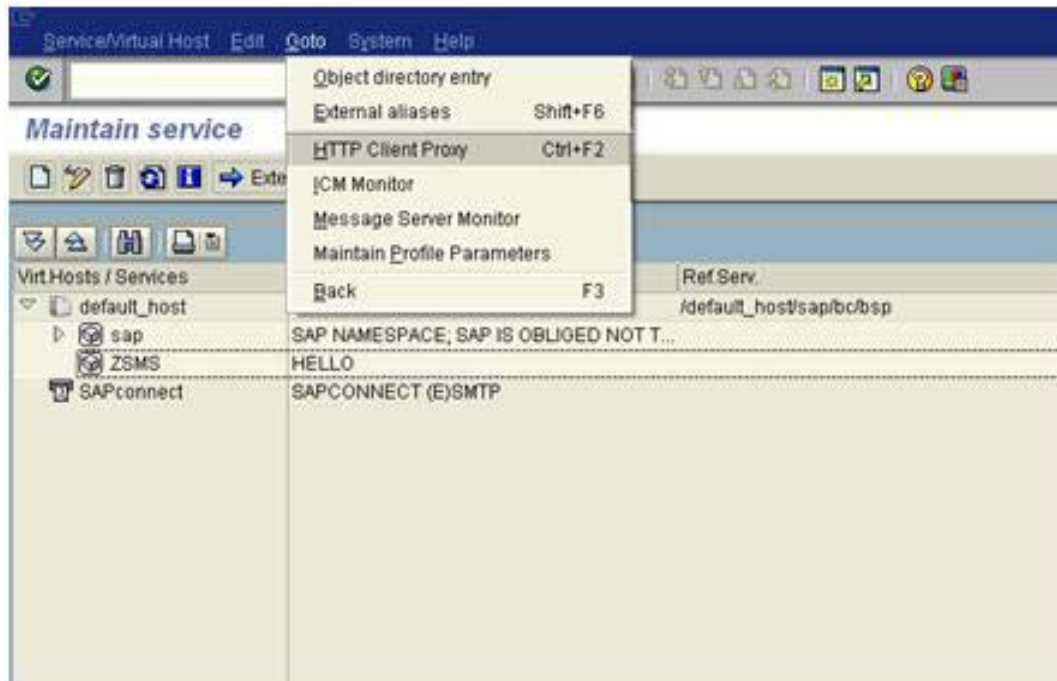 Service/Virtual Host Edit Goto System Help
Object directory entry
External aliases Shift+F6
Maintain service
HTTP Client Proxy Ctrl+F2
ICM Monitor
Message Server Monitor
Maintain Profile Parameters
Back F3
Virt.Hosts / Services Ref.Serv.
default_host /default_host/sap/bc/bsp
sap SAP NAMESPACE; SAP IS OBLIGED NOT T...
ZSMS HELLO
SAPconnect SAPCONNECT (E)SMTP